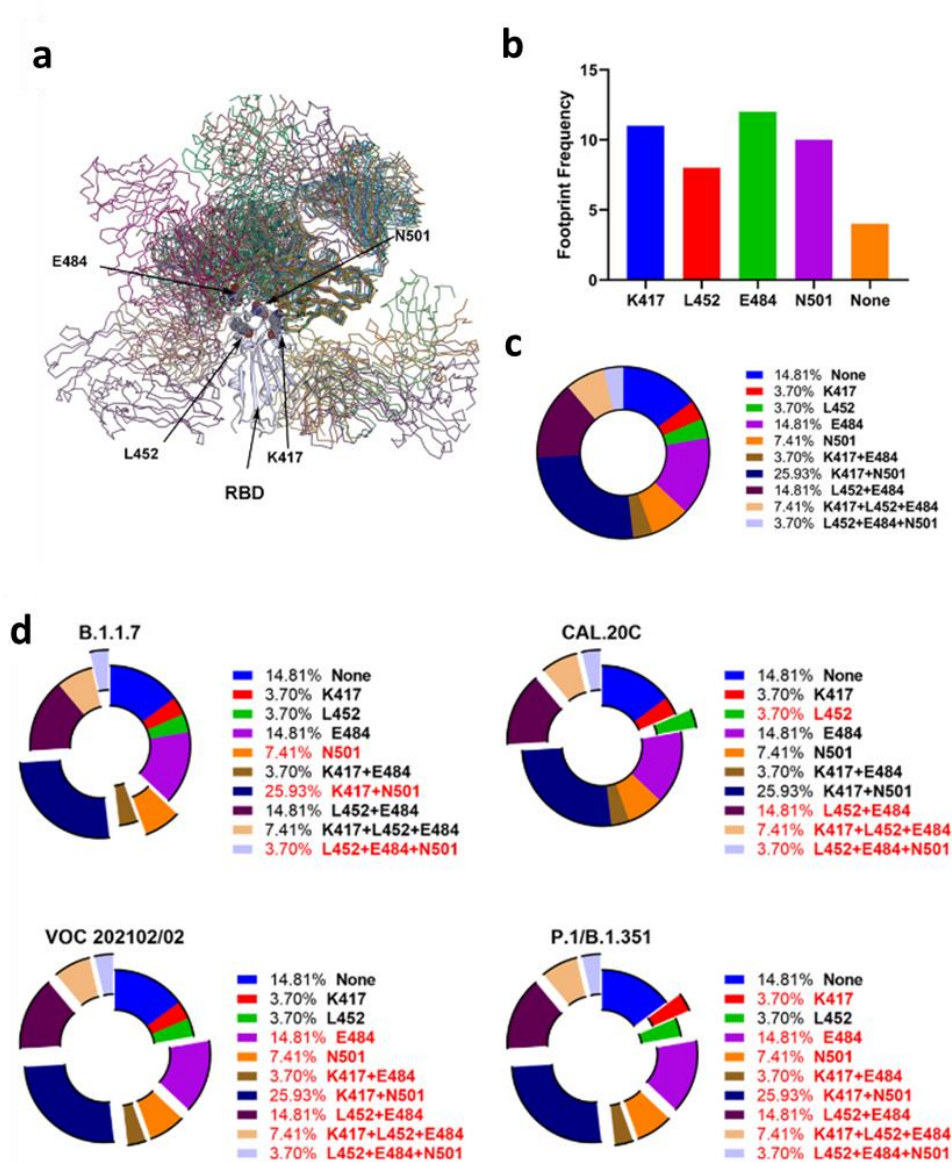 a
E484
N501
L452
K417
RBD
b
Footprint Frequency
15
10
5
0
K417 L452 E484 N501 None
c
14.81% None
3.70% K417
3.70% L452
14.81% E484
7.41% N501
3.70% K417+E484
25.93% K417+N501
14.81% L452+E484
7.41% K417+L452+E484
3.70% L452+E484+N501
d
B.1.1.7
14.81% None
3.70% K417
3.70% L452
14.81% E484
7.41% N501
3.70% K417+E484
25.93% K417+N501
14.81% L452+E484
7.41% K417+L452+E484
3.70% L452+E484+N501
CAL.20C
14.81% None
3.70% K417
3.70% L452
14.81% E484
7.41% N501
3.70% K417+E484
25.93% K417+N501
14.81% L452+E484
7.41% K417+L452+E484
3.70% L452+E484+N501
VOC 202102/02
14.81% None
3.70% K417
3.70% L452
14.81% E484
7.41% N501
3.70% K417+E484
25.93% K417+N501
14.81% L452+E484
7.41% K417+L452+E484
3.70% L452+E484+N501
P.1/B.1.351
14.81% None
3.70% K417
3.70% L452
14.81% E484
7.41% N501
3.70% K417+E484
25.93% K417+N501
14.81% L452+E484
7.41% K417+L452+E484
3.70% L452+E484+N501